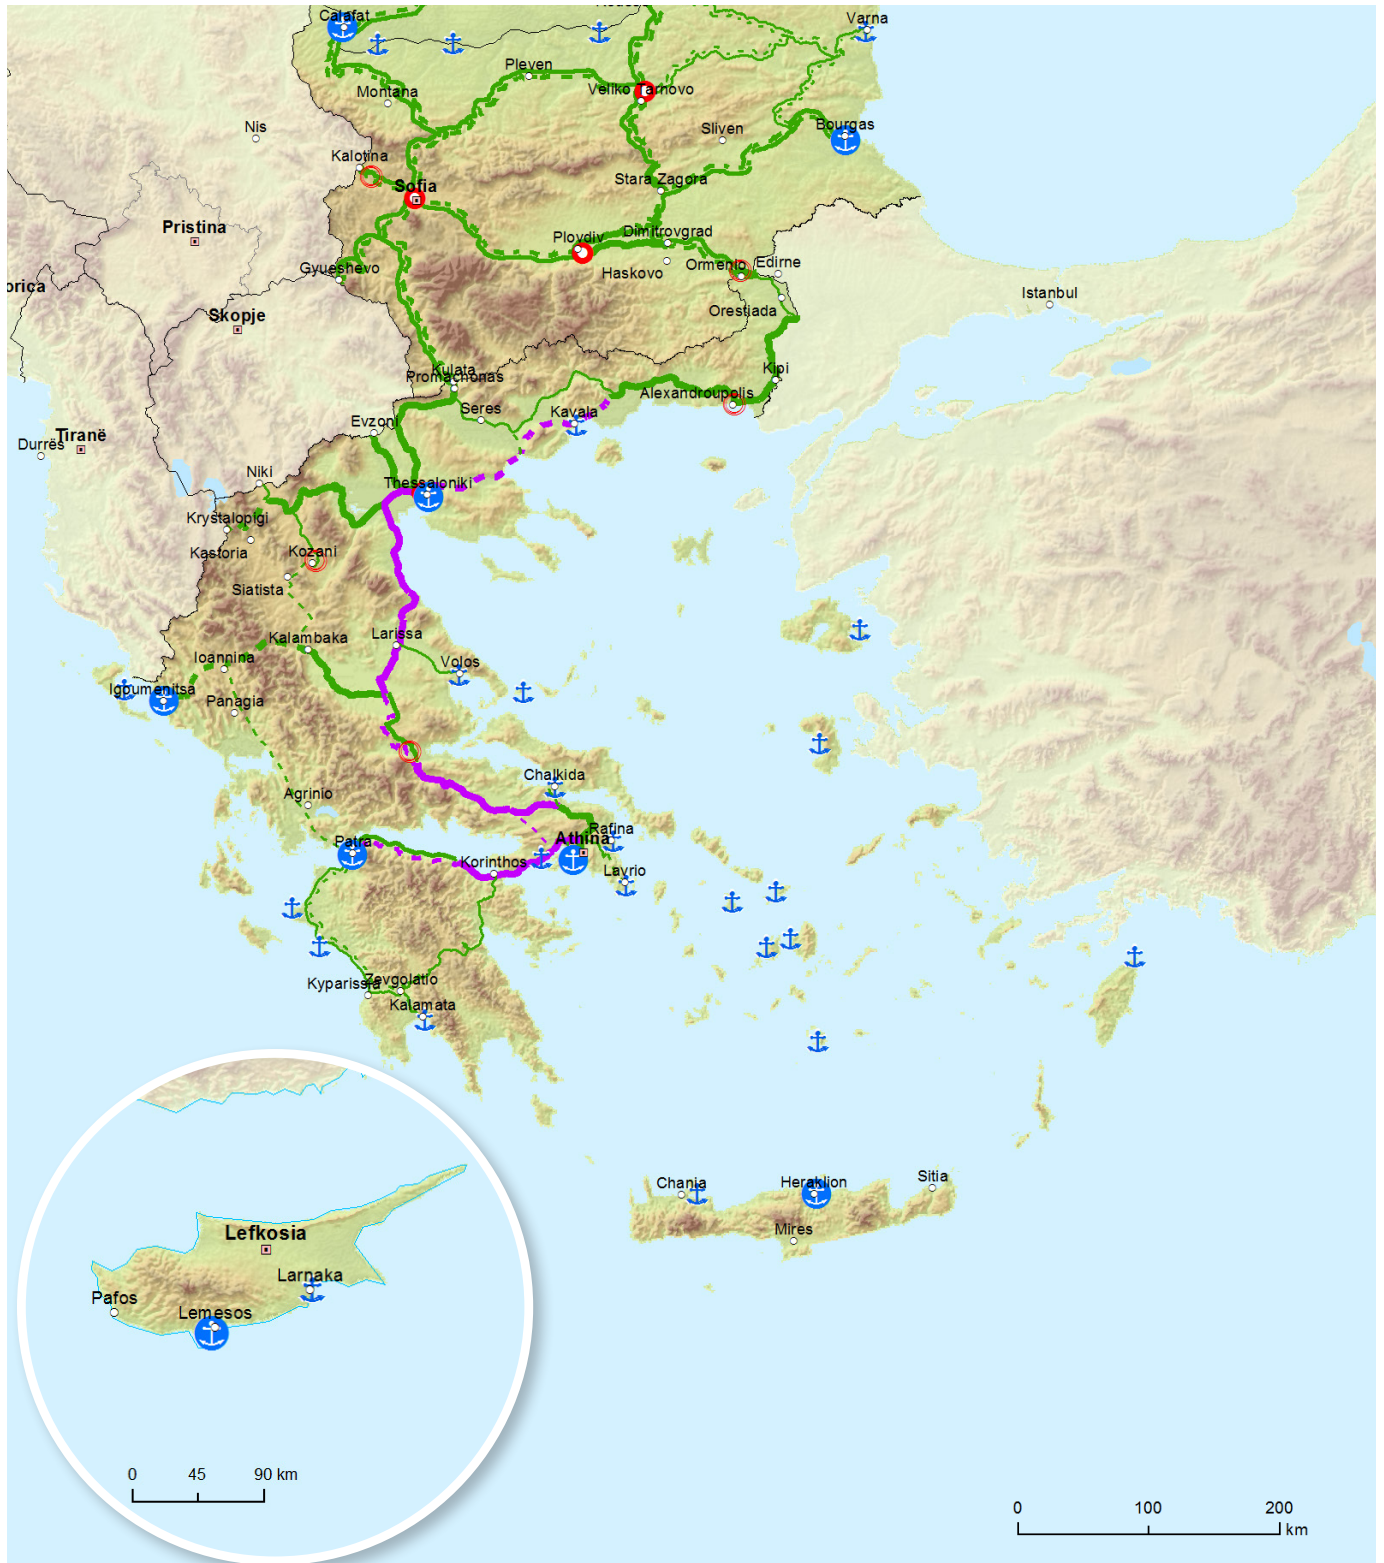 Calafat
Varna
Pleven
Montana
Veliko Tarnovo
Nis
Sliven
Bourgas
Kalotina
Sofia
Stara Zagora
Pristina
Plovdiv
Dimitrovgrad
Gyueshevo
Haskovo
Ormenio
Edirne
orica
Istanbul
Skopje
Orestiada
Kulata
Promachonas
Kipi
Alexandroupolis
Seres
Kavala
Evzoni
Tiranë
Durrës
Niki
Thessaloniki
Krystalopigi
Kastoria
Kozani
Siatista
Larissa
Kalambaka
Ioannina
Volos
Igoumenitsa
Panagia
Chalkida
Agrinio
Rafina
Athina
Patra
Korinthos
Lavrio
Zevgolatio
Kyparissia
Kalamata
Chania
Heraklion
Sitia
Mires
Lefkosia
Larnaka
Pafos
Lemesos
0 45 90 km
0 100 200
km